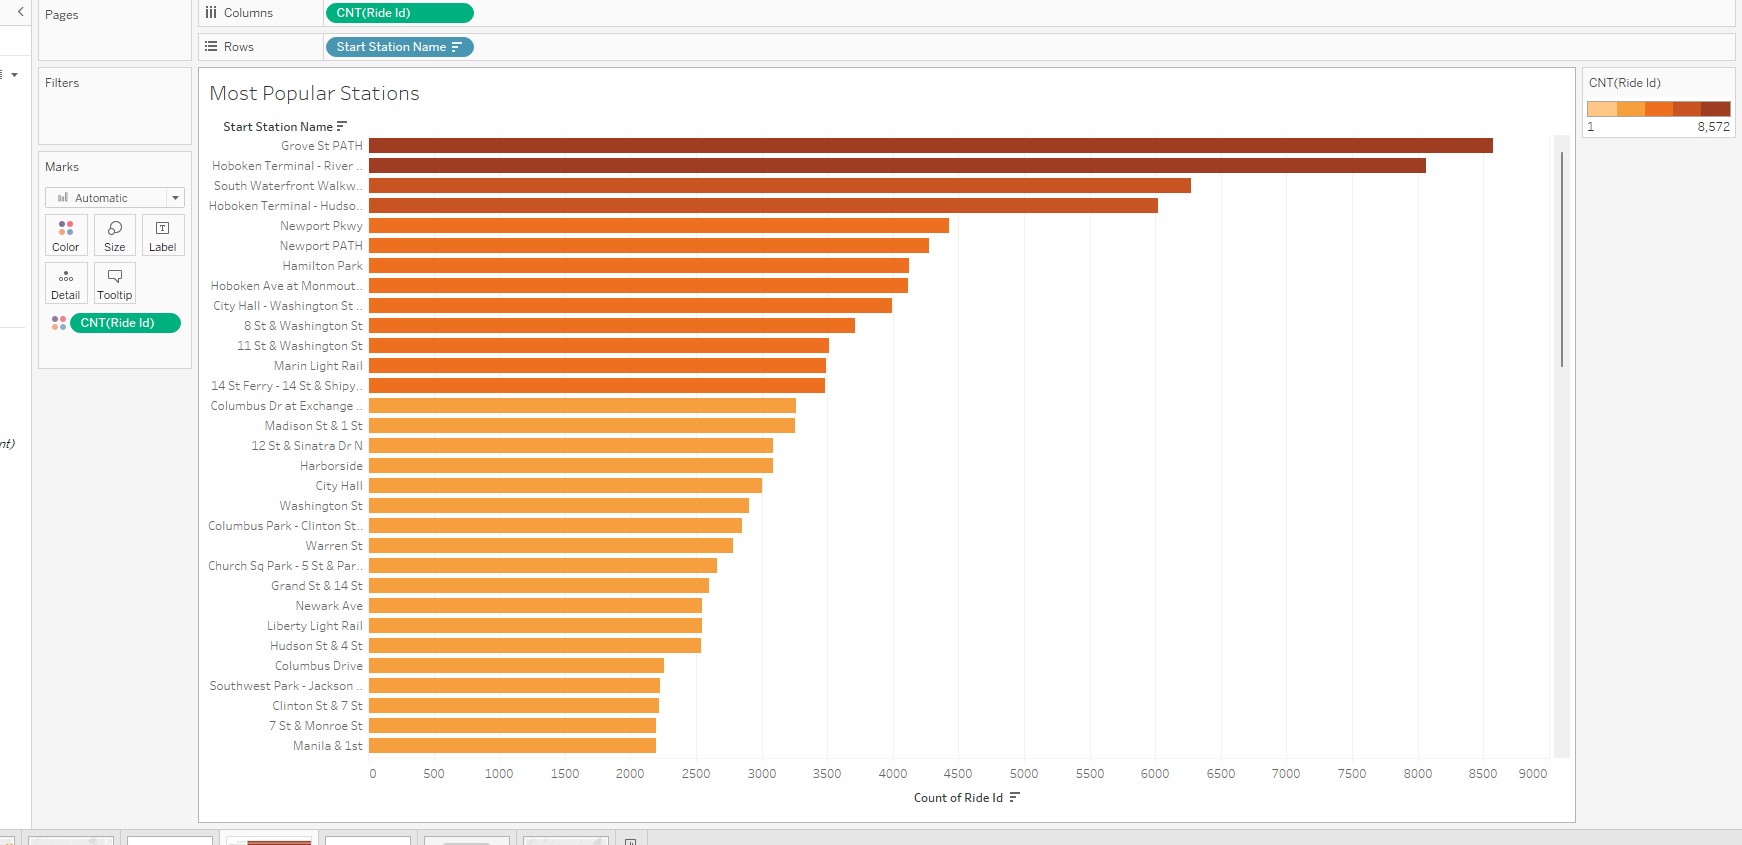 Pages
Columns
CNT(Ride Id)
Rows
Start Station Name
Filters
Marks
Automatic
Color
Size
Label
Detail
Tooltip
CNT(Ride Id)
nt)
Most Popular Stations
Start Station Name
Grove St PATH
Hoboken Terminal - River ..
South Waterfront Walkw..
Hoboken Terminal - Hudso..
Newport Pkwy
Newport PATH
Hamilton Park
Hoboken Ave at Monmout..
City Hall - Washington St ..
8 St & Washington St
11 St & Washington St
Marin Light Rail
14 St Ferry - 14 St & Shipy..
Columbus Dr at Exchange ..
Madison St & 1 St
12 St & Sinatra Dr N
Harborside
City Hall
Washington St
Columbus Park - Clinton St..
Warren St
Church Sq Park - 5 St & Par..
Grand St & 14 St
Newark Ave
Liberty Light Rail
Hudson St & 4 St
Columbus Drive
Southwest Park - Jackson ..
Clinton St & 7 St
7 St & Monroe St
Manila & 1st
0 500 1000 1500 2000 2500 3000 3500 4000 4500 5000 5500 6000 6500 7000 7500 8000 8500 9000
Count of Ride Id
CNT(Ride Id)
1 8,572